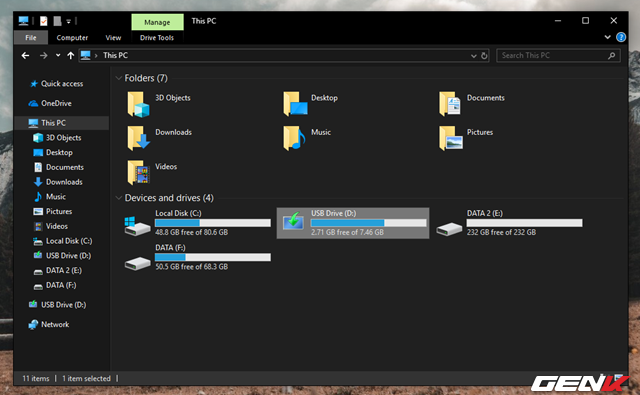 Manage
This PC
File
Computer
View
Drive Tools
This PC
Search This PC
Quick access
OneDrive
This PC
3D Objects
Desktop
Documents
Downloads
Music
Pictures
Videos
Local Disk (C:)
USB Drive (D:)
DATA 2 (E:)
DATA (F:)
USB Drive (D:)
Network
Folders (7)
3D Objects
Desktop
Documents
Downloads
Music
Pictures
Videos
Devices and drives (4)
Local Disk (C:)
48.8 GB free of 80.6 GB
USB Drive (D:)
2.71 GB free of 7.46 GB
DATA 2 (E:)
232 GB free of 232 GB
DATA (F:)
50.5 GB free of 68.3 GB
11 items
1 item selected
GENK